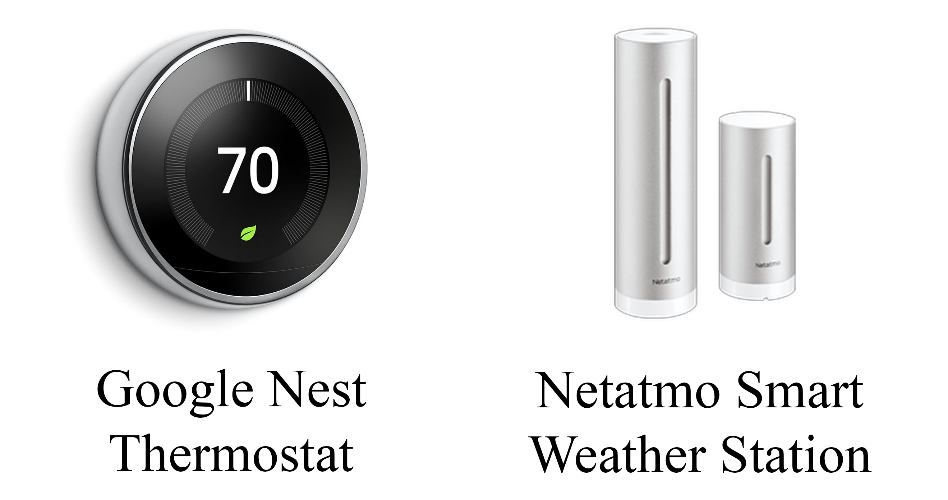 70
Netatmo
Netatmo
Google Nest
Thermostat
Netatmo Smart
Weather Station